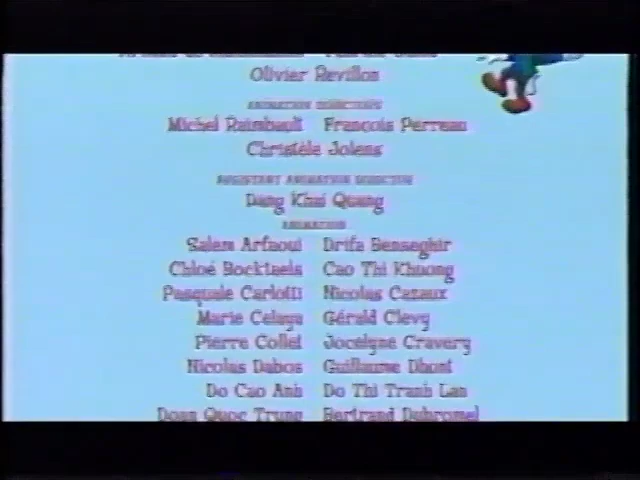 Olivier Revillon
ANIMATION DIRECTORS
Michel Raimbault François Perreau
Christèle Jolens
ASSISTANT ANIMATION DIRECTOR
Dang Khai Quang
ANIMATION
Salem Arfaoui Drifa Benseghir
Chloé Bocktaels Cao Thi Khuong
Pasquale Carlotti Nicolas Cazaux
Marie Celaya Gérald Clevy
Pierre Collet Jocelyne Cravery
Nicolas Dabos Guillaume Dhont
Do Cao Anh Do Thi Tranh Lan
Doan Quoc Trung Bertrand Duhromel